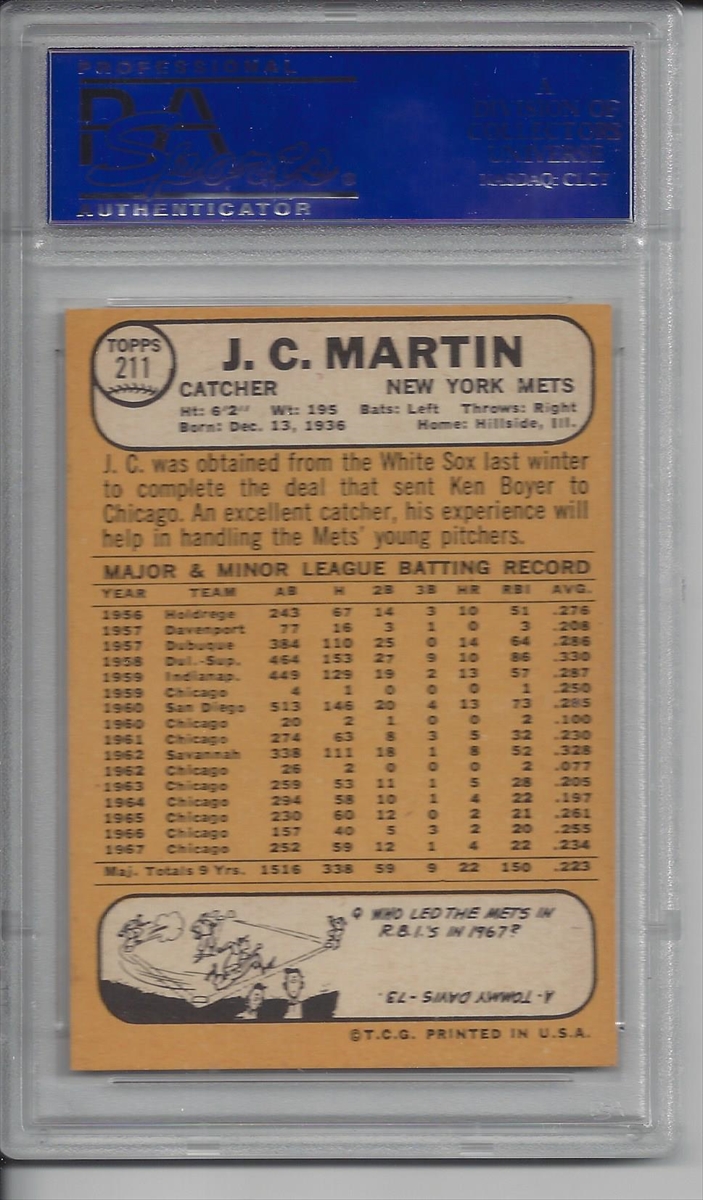 PROFESSIONAL
PSA
Sports
AUTHENTICATOR
A
DIVISION OF
COLLECTORS
UNIVERSE
NASDAQ: CLCT
TOPPS
211
J. C. MARTIN
CATCHER NEW YORK METS
Ht: 6'2" Wt: 195 Bats: Left Throws: Right
Born: Dec. 13, 1936 Home: Hillside, Ill.
J. C. was obtained from the White Sox last winter
to complete the deal that sent Ken Boyer to
Chicago. An excellent catcher, his experience will
help in handling the Mets' young pitchers.
MAJOR & MINOR LEAGUE BATTING RECORD
YEAR TEAM AB H 2B 3B HR RBI AVG.
1956 Holdrege 243 67 14 3 10 51 .276
1957 Davenport 77 16 3 1 0 3 .208
1957 Dubuque 384 110 25 0 14 64 .286
1958 Dul.-Sup. 464 153 27 9 10 86 .330
1959 Indianap. 449 129 19 2 13 57 .287
1959 Chicago 4 1 0 0 0 1 .250
1960 San Diego 513 146 20 4 13 73 .285
1960 Chicago 20 2 1 0 0 2 .100
1961 Chicago 274 63 8 3 5 32 .230
1962 Savannah 338 111 18 1 8 52 .328
1962 Chicago 26 2 0 0 0 2 .077
1963 Chicago 259 53 11 1 5 28 .205
1964 Chicago 294 58 10 1 4 22 .197
1965 Chicago 230 60 12 0 2 21 .261
1966 Chicago 157 40 5 3 2 20 .255
1967 Chicago 252 59 12 1 4 22 .234
Maj. Totals 9 Yrs. 1516 338 59 9 22 150 .223
Q WHO LED THE METS IN
R.B.I.'S IN 1967?
A- TOMMY DAVIS - 73
©T.C.G. PRINTED IN U.S.A.
PSA